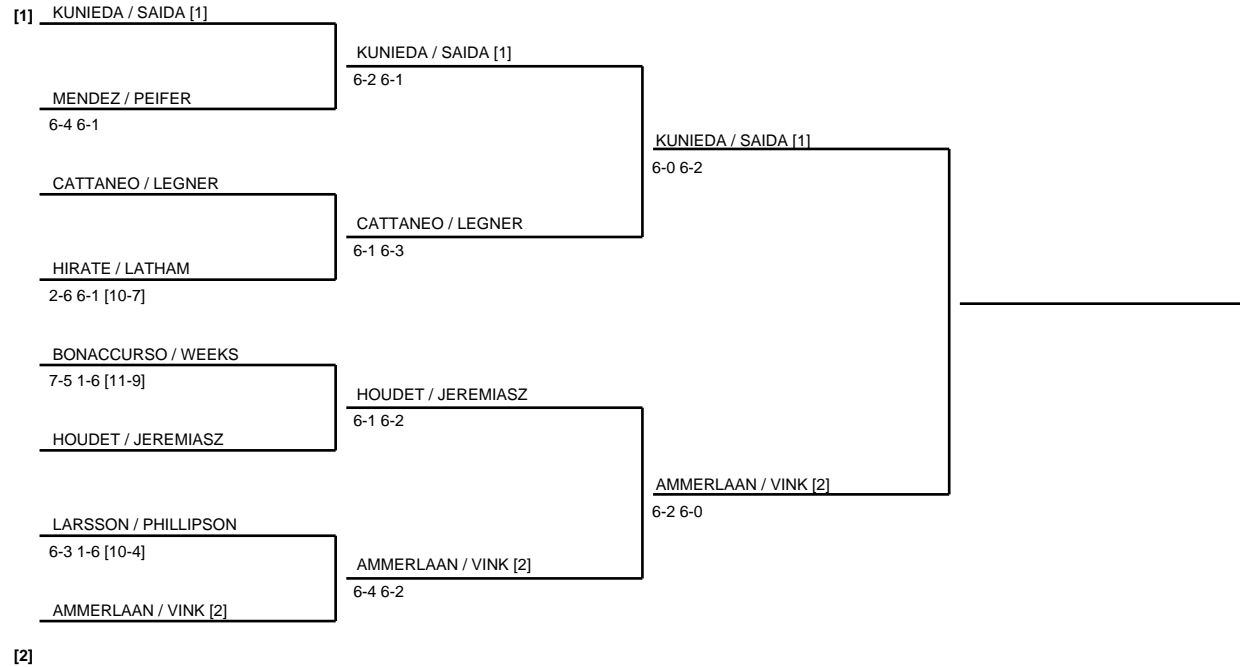 [1] KUNIEDA / SAIDA [1]
KUNIEDA / SAIDA [1]
6-2 6-1
MENDEZ / PEIFER
6-4 6-1
KUNIEDA / SAIDA [1]
6-0 6-2
CATTANEO / LEGNER
CATTANEO / LEGNER
6-1 6-3
HIRATE / LATHAM
2-6 6-1 [10-7]
BONACCURSO / WEEKS
7-5 1-6 [11-9]
HOUDET / JEREMIASZ
6-1 6-2
HOUDET / JEREMIASZ
AMMERLAAN / VINK [2]
6-2 6-0
LARSSON / PHILLIPSON
6-3 1-6 [10-4]
AMMERLAAN / VINK [2]
6-4 6-2
AMMERLAAN / VINK [2]
[2]